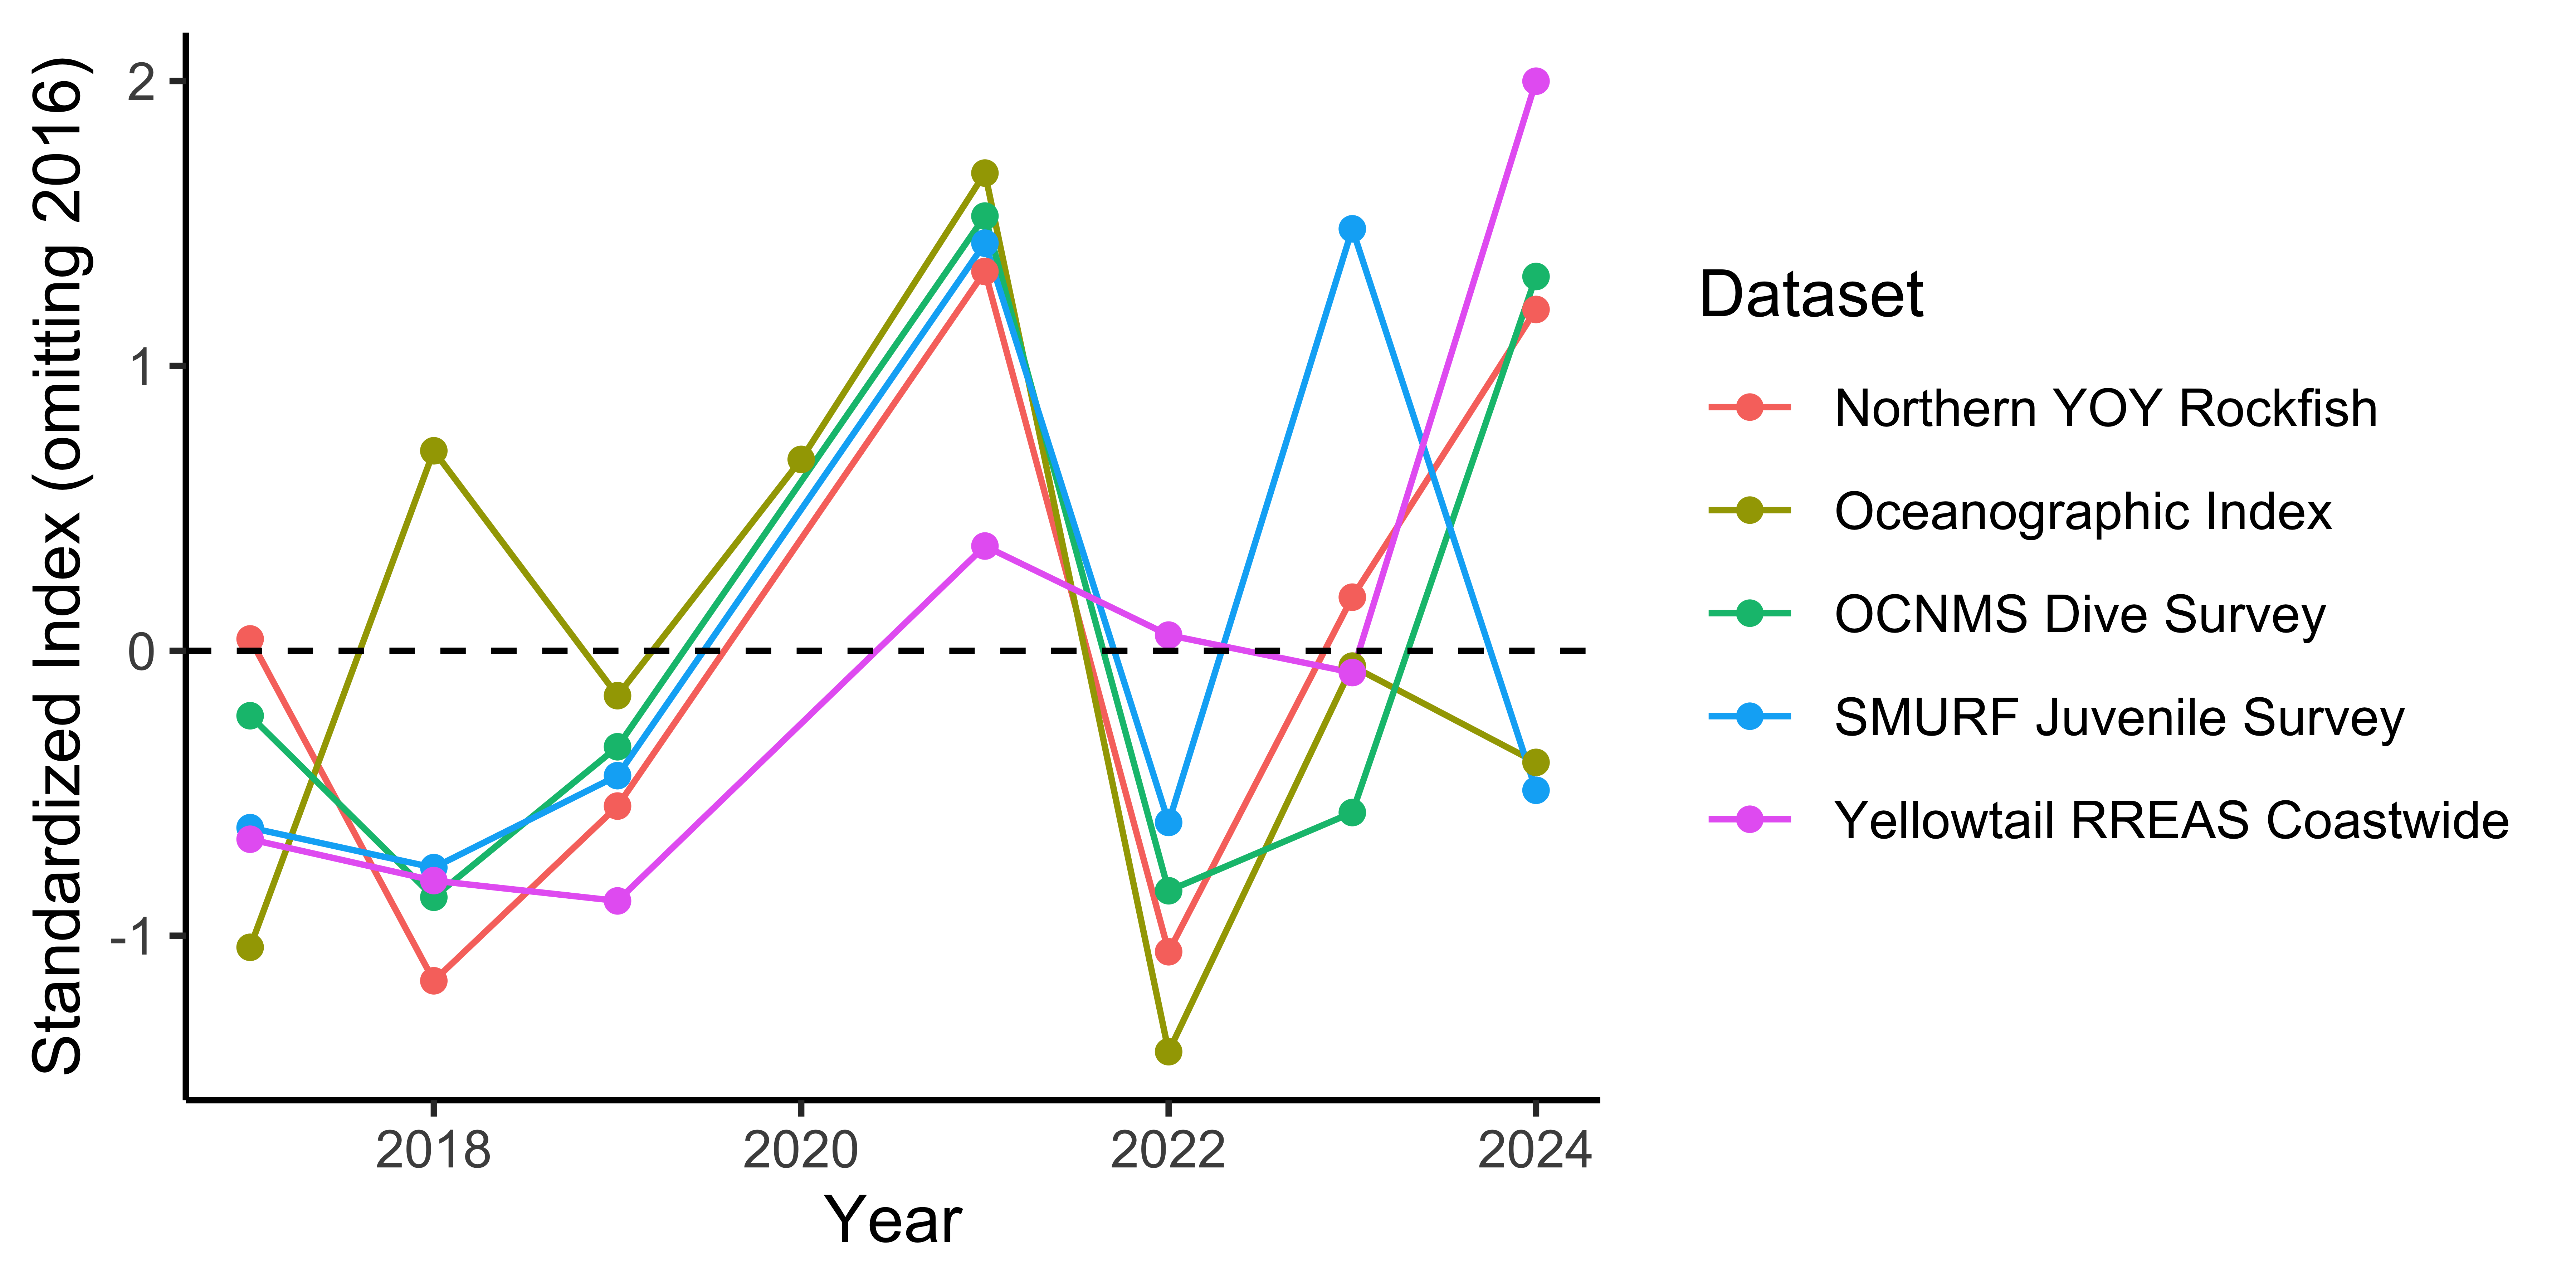 Standardized Index (omitting 2016)
2
1
0
-1
2018
2020
2022
2024
Year
Dataset
Northern YOY Rockfish
Oceanographic Index
OCNMS Dive Survey
SMURF Juvenile Survey
Yellowtail RREAS Coastwide